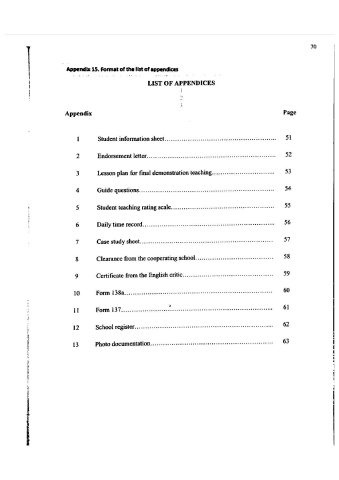 70
Appendix 15. Format of the list of appendices
LIST OF APPENDICES
1
2
3
Appendix Page
1 Student information sheet 51
2 Endorsement letter 52
3 Lesson plan for final demonstration teaching 53
4 Guide questions 54
5 Student teaching rating scale 55
6 Daily time record 56
7 Case study sheet 57
8 Clearance from the cooperating school 58
9 Certificate from the English critic 59
10 Form 138a 60
11 Form 137 61
12 School register 62
13 Photo documentation 63